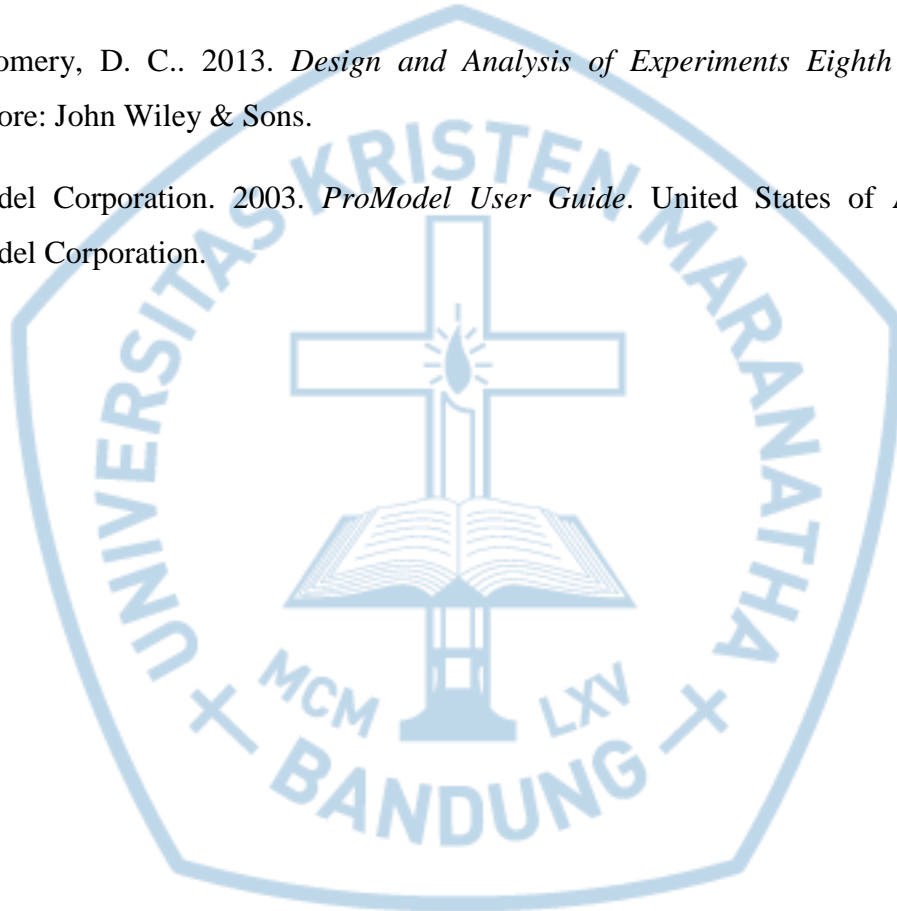 omery, D. C.. 2013. Design and Analysis of Experiments Eighth
ore: John Wiley & Sons.
del Corporation. 2003. ProModel User Guide. United States of A
del Corporation.
UNIVERSITAS KRISTEN MARANATHA
MCM LXV
BANDUNG